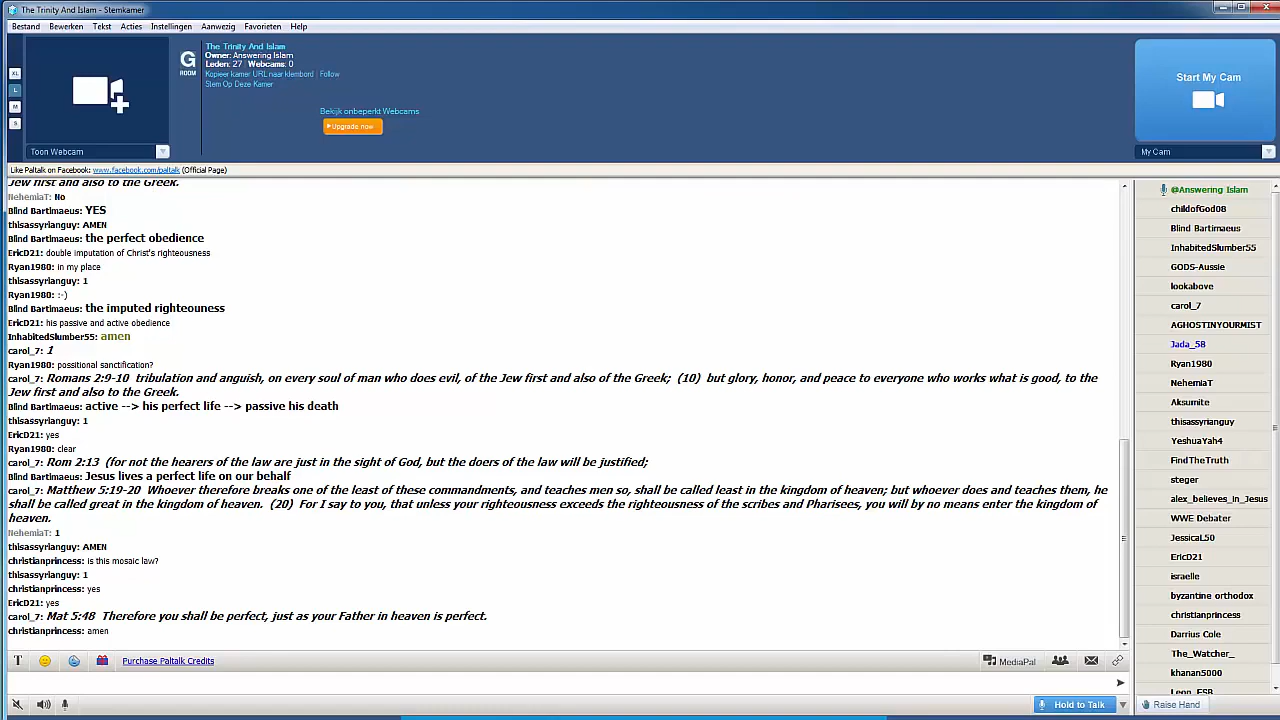 The Trinity And Islam - Stemkamer
Bestand Bewerken Tekst Acties Instellingen Aanwezig Favorieten Help
XL
L
M
S
Toon Webcam
G
ROOM
The Trinity And Islam
Owner: Answering Islam
Leden: 27 Webcams: 0
Kopieer kamer URL naar klembord Follow
Stem Op Deze Kamer
Bekijk onbeperkt Webcams
Upgrade now
Start My Cam
My Cam
Like Paltalk on Facebook: www.facebook.com/paltalk (Official Page)
Jew first and also to the Greek.
NehemiaT: No
Blind Bartimaeus: YES
thisassyrianguy: AMEN
Blind Bartimaeus: the perfect obedience
EricD21: double imputation of Christ's righteousness
Ryan1980: in my place
thisassyrianguy: 1
Ryan1980: :-)
Blind Bartimaeus: the imputed righteouness
EricD21: his passive and active obedience
InhabitedSlumber55: amen
carol_7: 1
Ryan1980: possitional sanctification?
carol_7: Romans 2:9-10 tribulation and anguish, on every soul of man who does evil, of the Jew first and also of the Greek; (10) but glory, honor, and peace to everyone who works what is good, to the
Jew first and also to the Greek.
Blind Bartimaeus: active --> his perfect life --> passive his death
thisassyrianguy: 1
EricD21: yes
Ryan1980: clear
carol_7: Rom 2:13 (for not the hearers of the law are just in the sight of God, but the doers of the law will be justified;
Blind Bartimaeus: Jesus lives a perfect life on our behalf
carol_7: Matthew 5:19-20 Whoever therefore breaks one of the least of these commandments, and teaches men so, shall be called least in the kingdom of heaven; but whoever does and teaches them, he
shall be called great in the kingdom of heaven. (20) For I say to you, that unless your righteousness exceeds the righteousness of the scribes and Pharisees, you will by no means enter the kingdom of
heaven.
NehemiaT: 1
thisassyrianguy: AMEN
christianprincess: is this mosaic law?
thisassyrianguy: 1
christianprincess: yes
EricD21: yes
carol_7: Mat 5:48 Therefore you shall be perfect, just as your Father in heaven is perfect.
christianprincess: amen
@Answering Islam
childofGod08
Blind Bartimaeus
InhabitedSlumber55
GODS-Aussie
lookabove
carol_7
AGHOSTINYOURMIST
Jada_58
Ryan1980
NehemiaT
Aksumite
thisassyrianguy
YeshuaYah4
FindTheTruth
steger
alex_believes_in_Jesus
WWE Debater
JessicaL50
EricD21
israelle
byzantine orthodox
christianprincess
Darrius Cole
The_Watcher_
khanan5000
Leon_ESB
T Purchase Paltalk Credits MediaPal
Hold to Talk Raise Hand